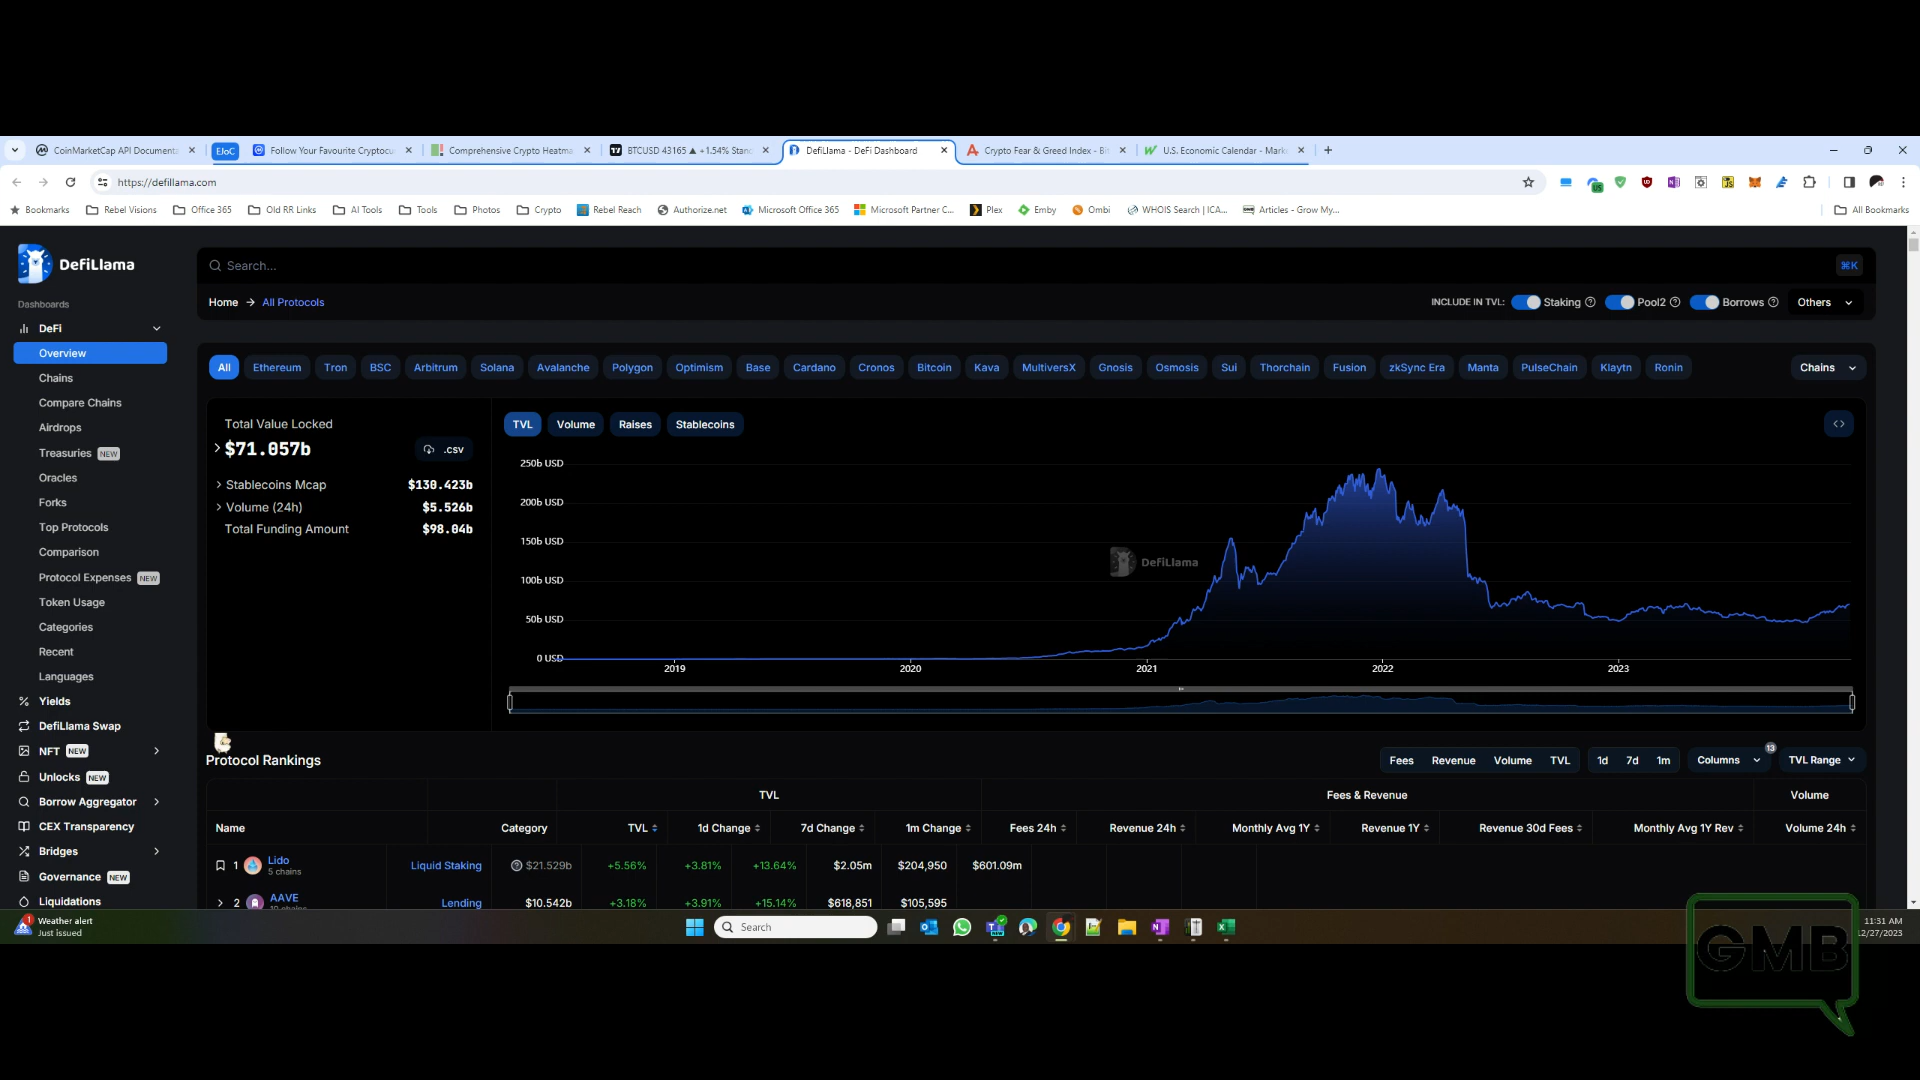 CoinMarketCap API Documenta
EJoC
Follow Your Favourite Cryptocu
Comprehensive Crypto Heatma
BTCUSD 43165 ▲ +1.54% Stand
DefiLlama - DeFi Dashboard
Crypto Fear & Greed Index - Bit
U.S. Economic Calendar - Mark
https://defillama.com
Bookmarks
Rebel Visions
Office 365
Old RR Links
AI Tools
Tools
Photos
Crypto
Rebel Reach
Authorize.net
Microsoft Office 365
Microsoft Partner C...
Plex
Emby
Ombi
WHOIS Search | ICA...
Articles - Grow My...
All Bookmarks
DefiLlama
Search...
⌘K
Dashboards
Home → All Protocols
INCLUDE IN TVL: Staking Pool2 Borrows Others
DeFi
Overview
Chains
Compare Chains
Airdrops
Treasuries NEW
Oracles
Forks
Top Protocols
Comparison
Protocol Expenses NEW
Token Usage
Categories
Recent
Languages
Yields
DefiLlama Swap
NFT NEW
Unlocks NEW
Borrow Aggregator
CEX Transparency
Bridges
Governance NEW
Liquidations
All Ethereum Tron BSC Arbitrum Solana Avalanche Polygon Optimism Base Cardano Cronos Bitcoin Kava MultiversX Gnosis Osmosis Sui Thorchain Fusion zkSync Era Manta PulseChain Klaytn Ronin Chains
Total Value Locked
$71.057b
.csv
Stablecoins Mcap $130.423b
Volume (24h) $5.526b
Total Funding Amount $98.04b
TVL Volume Raises Stablecoins
250b USD
200b USD
150b USD
100b USD
50b USD
0 USD
DefiLlama
2019 2020 2021 2022 2023
Protocol Rankings
Fees Revenue Volume TVL 1d 7d 1m Columns 13 TVL Range
TVL Fees & Revenue Volume
Name Category TVL 1d Change 7d Change 1m Change Fees 24h Revenue 24h Monthly Avg 1Y Revenue 1Y Revenue 30d Fees Monthly Avg 1Y Rev Volume 24h
1 Lido Liquid Staking $21.529b +5.56% +3.81% +13.64% $2.05m $204,950 $601.09m
5 chains
2 AAVE Lending $10.542b +3.18% +3.91% +15.14% $618,851 $105,595
Weather alert
Just issued
Search
11:31 AM
12/27/2023
GMB